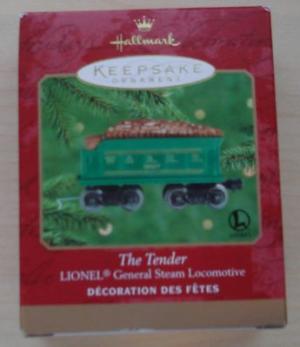 Hallmark
KEEPSAKE
ORNAMENT
The Tender
LIONEL® General Steam Locomotive
DÉCORATION DES FÊTES